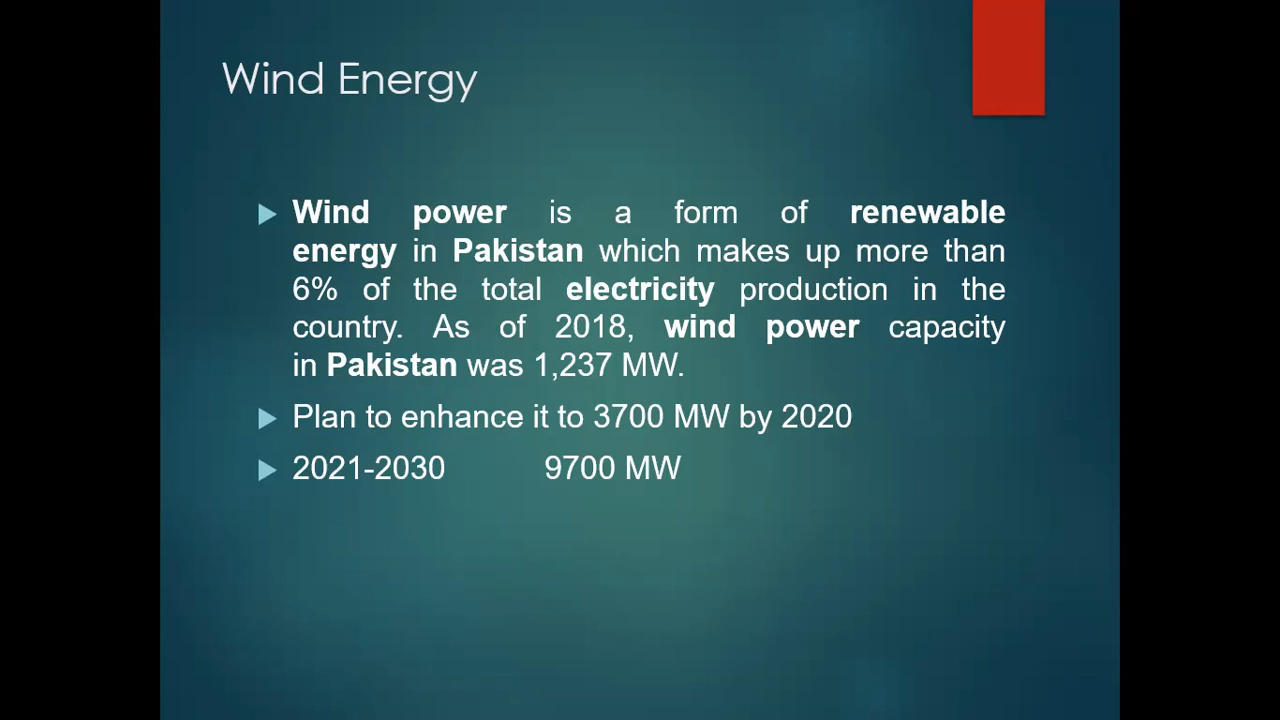 Wind Energy
Wind power is a form of renewable
energy in Pakistan which makes up more than
6% of the total electricity production in the
country. As of 2018, wind power capacity
in Pakistan was 1,237 MW.
Plan to enhance it to 3700 MW by 2020
2021-2030 9700 MW